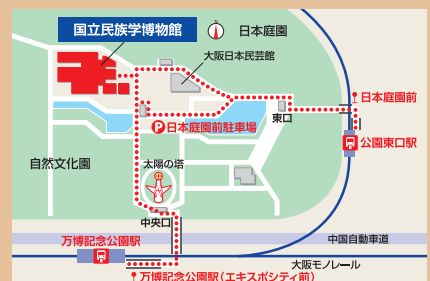 国立民族学博物館
日本庭園
大阪日本民芸館
日本庭園前
東口
P日本庭園前駐車場
公園東口駅
自然文化園
太陽の塔
中央口
万博記念公園駅
中国自動車道
大阪モノレール
万博記念公園駅(エキスポシティ前)